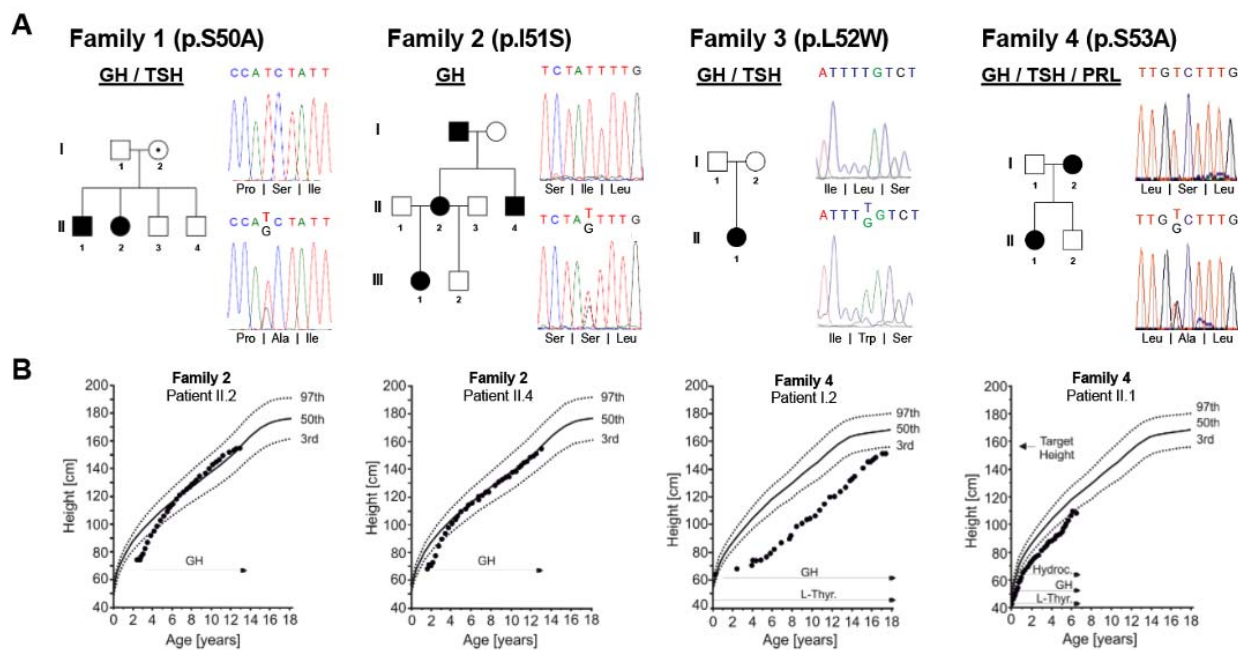 A
Family 1 (p.S50A)
GH / TSH
C C A T C T A T T
I
1
2
Pro | Ser | Ile
II
1
2
3
4
T
C C A C T A T T
G
Pro | Ala | Ile
Family 2 (p.I51S)
GH
T C T A T T T T G
I
Ser | Ile | Leu
II
1
2
3
4
T
T C T A T T T G
G
III
1
2
Ser | Ser | Leu
Family 3 (p.L52W)
GH / TSH
A T T T T G T C T
I
1
2
Ile | Leu | Ser
II
1
T
A T T T G T C T
G
Ile | Trp | Ser
Family 4 (p.S53A)
GH / TSH / PRL
T T G T C T T T G
I
1
2
Leu | Ser | Leu
II
1
2
T
T T G C T T T G
G
Leu | Ala | Leu
B
Family 2
Patient II.2
200
180
160
140
120
100
80
60
40
Height [cm]
97th
50th
3rd
GH
0 2 4 6 8 10 12 14 16 18
Age [years]
Family 2
Patient II.4
200
180
160
140
120
100
80
60
40
Height [cm]
97th
50th
3rd
GH
0 2 4 6 8 10 12 14 16 18
Age [years]
Family 4
Patient I.2
200
180
160
140
120
100
80
60
40
Height [cm]
97th
50th
3rd
GH
L-Thyr.
0 2 4 6 8 10 12 14 16 18
Age [years]
Family 4
Patient II.1
200
180
160
140
120
100
80
60
40
Height [cm]
97th
50th
3rd
Target
Height
Hydroc.
GH
L-Thyr.
0 2 4 6 8 10 12 14 16 18
Age [years]